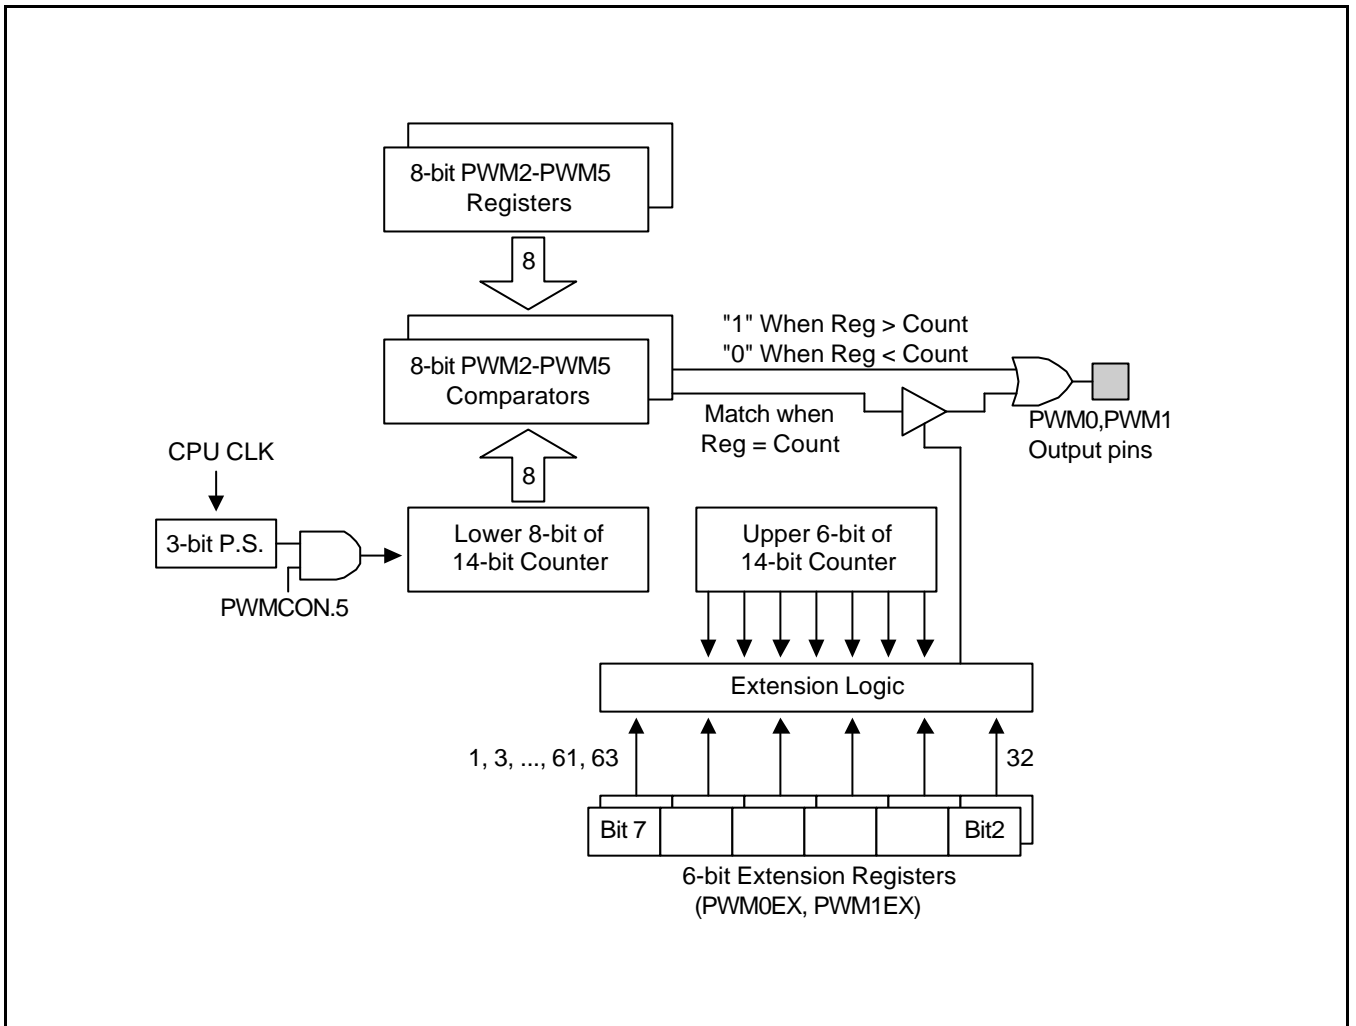 8-bit PWM2-PWM5
Registers
8
8-bit PWM2-PWM5
Comparators
"1" When Reg > Count
"0" When Reg < Count
Match when
Reg = Count
PWM0,PWM1
Output pins
CPU CLK
8
3-bit P.S.
PWMCON.5
Lower 8-bit of
14-bit Counter
Upper 6-bit of
14-bit Counter
Extension Logic
1, 3, ..., 61, 63
32
Bit 7
Bit2
6-bit Extension Registers
(PWM0EX, PWM1EX)